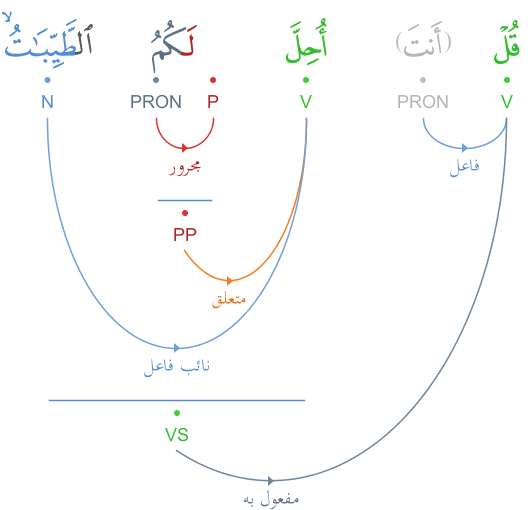 قُلْ (أَنتَ) أُحِلَّ لَكُمُ ٱلطَّيِّبَـٰتُ ۙ
V PRON V P PRON N
فاعل
مجرور
PP
متعلق
نائب فاعل
VS
مفعول به